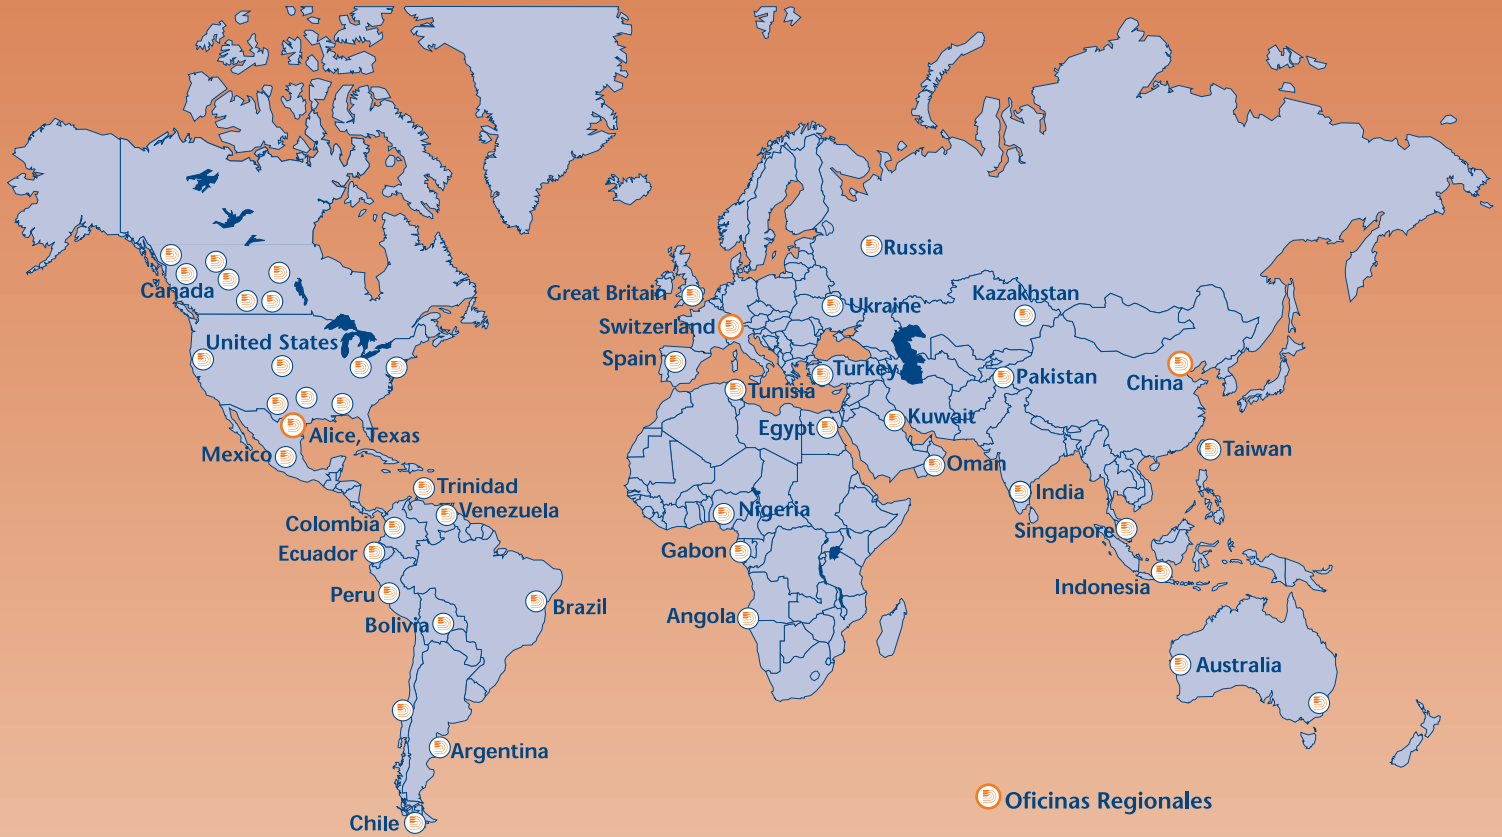 Russia
Great Britain
Canada
Kazakhstan
Ukraine
Switzerland
United States
Spain
Turkey
Pakistan
China
Tunisia
Kuwait
Egypt
Alice, Texas
Mexico
Taiwan
Oman
Trinidad
India
Venezuela
Nigeria
Colombia
Singapore
Ecuador
Gabon
Indonesia
Peru
Brazil
Angola
Bolivia
Australia
Argentina
Oficinas Regionales
Chile